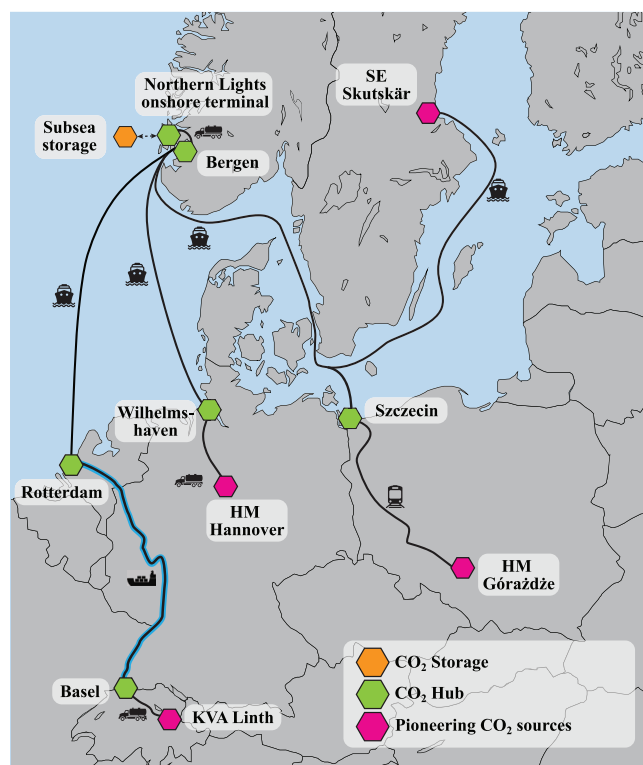 Northern Lights
onshore terminal
SE
Skutskär
Subsea
storage
Bergen
Wilhelms-
haven
Szczecin
Rotterdam
HM
Hannover
HM
Górażdże
Basel
KVA Linth
CO₂ Storage
CO₂ Hub
Pioneering CO₂ sources